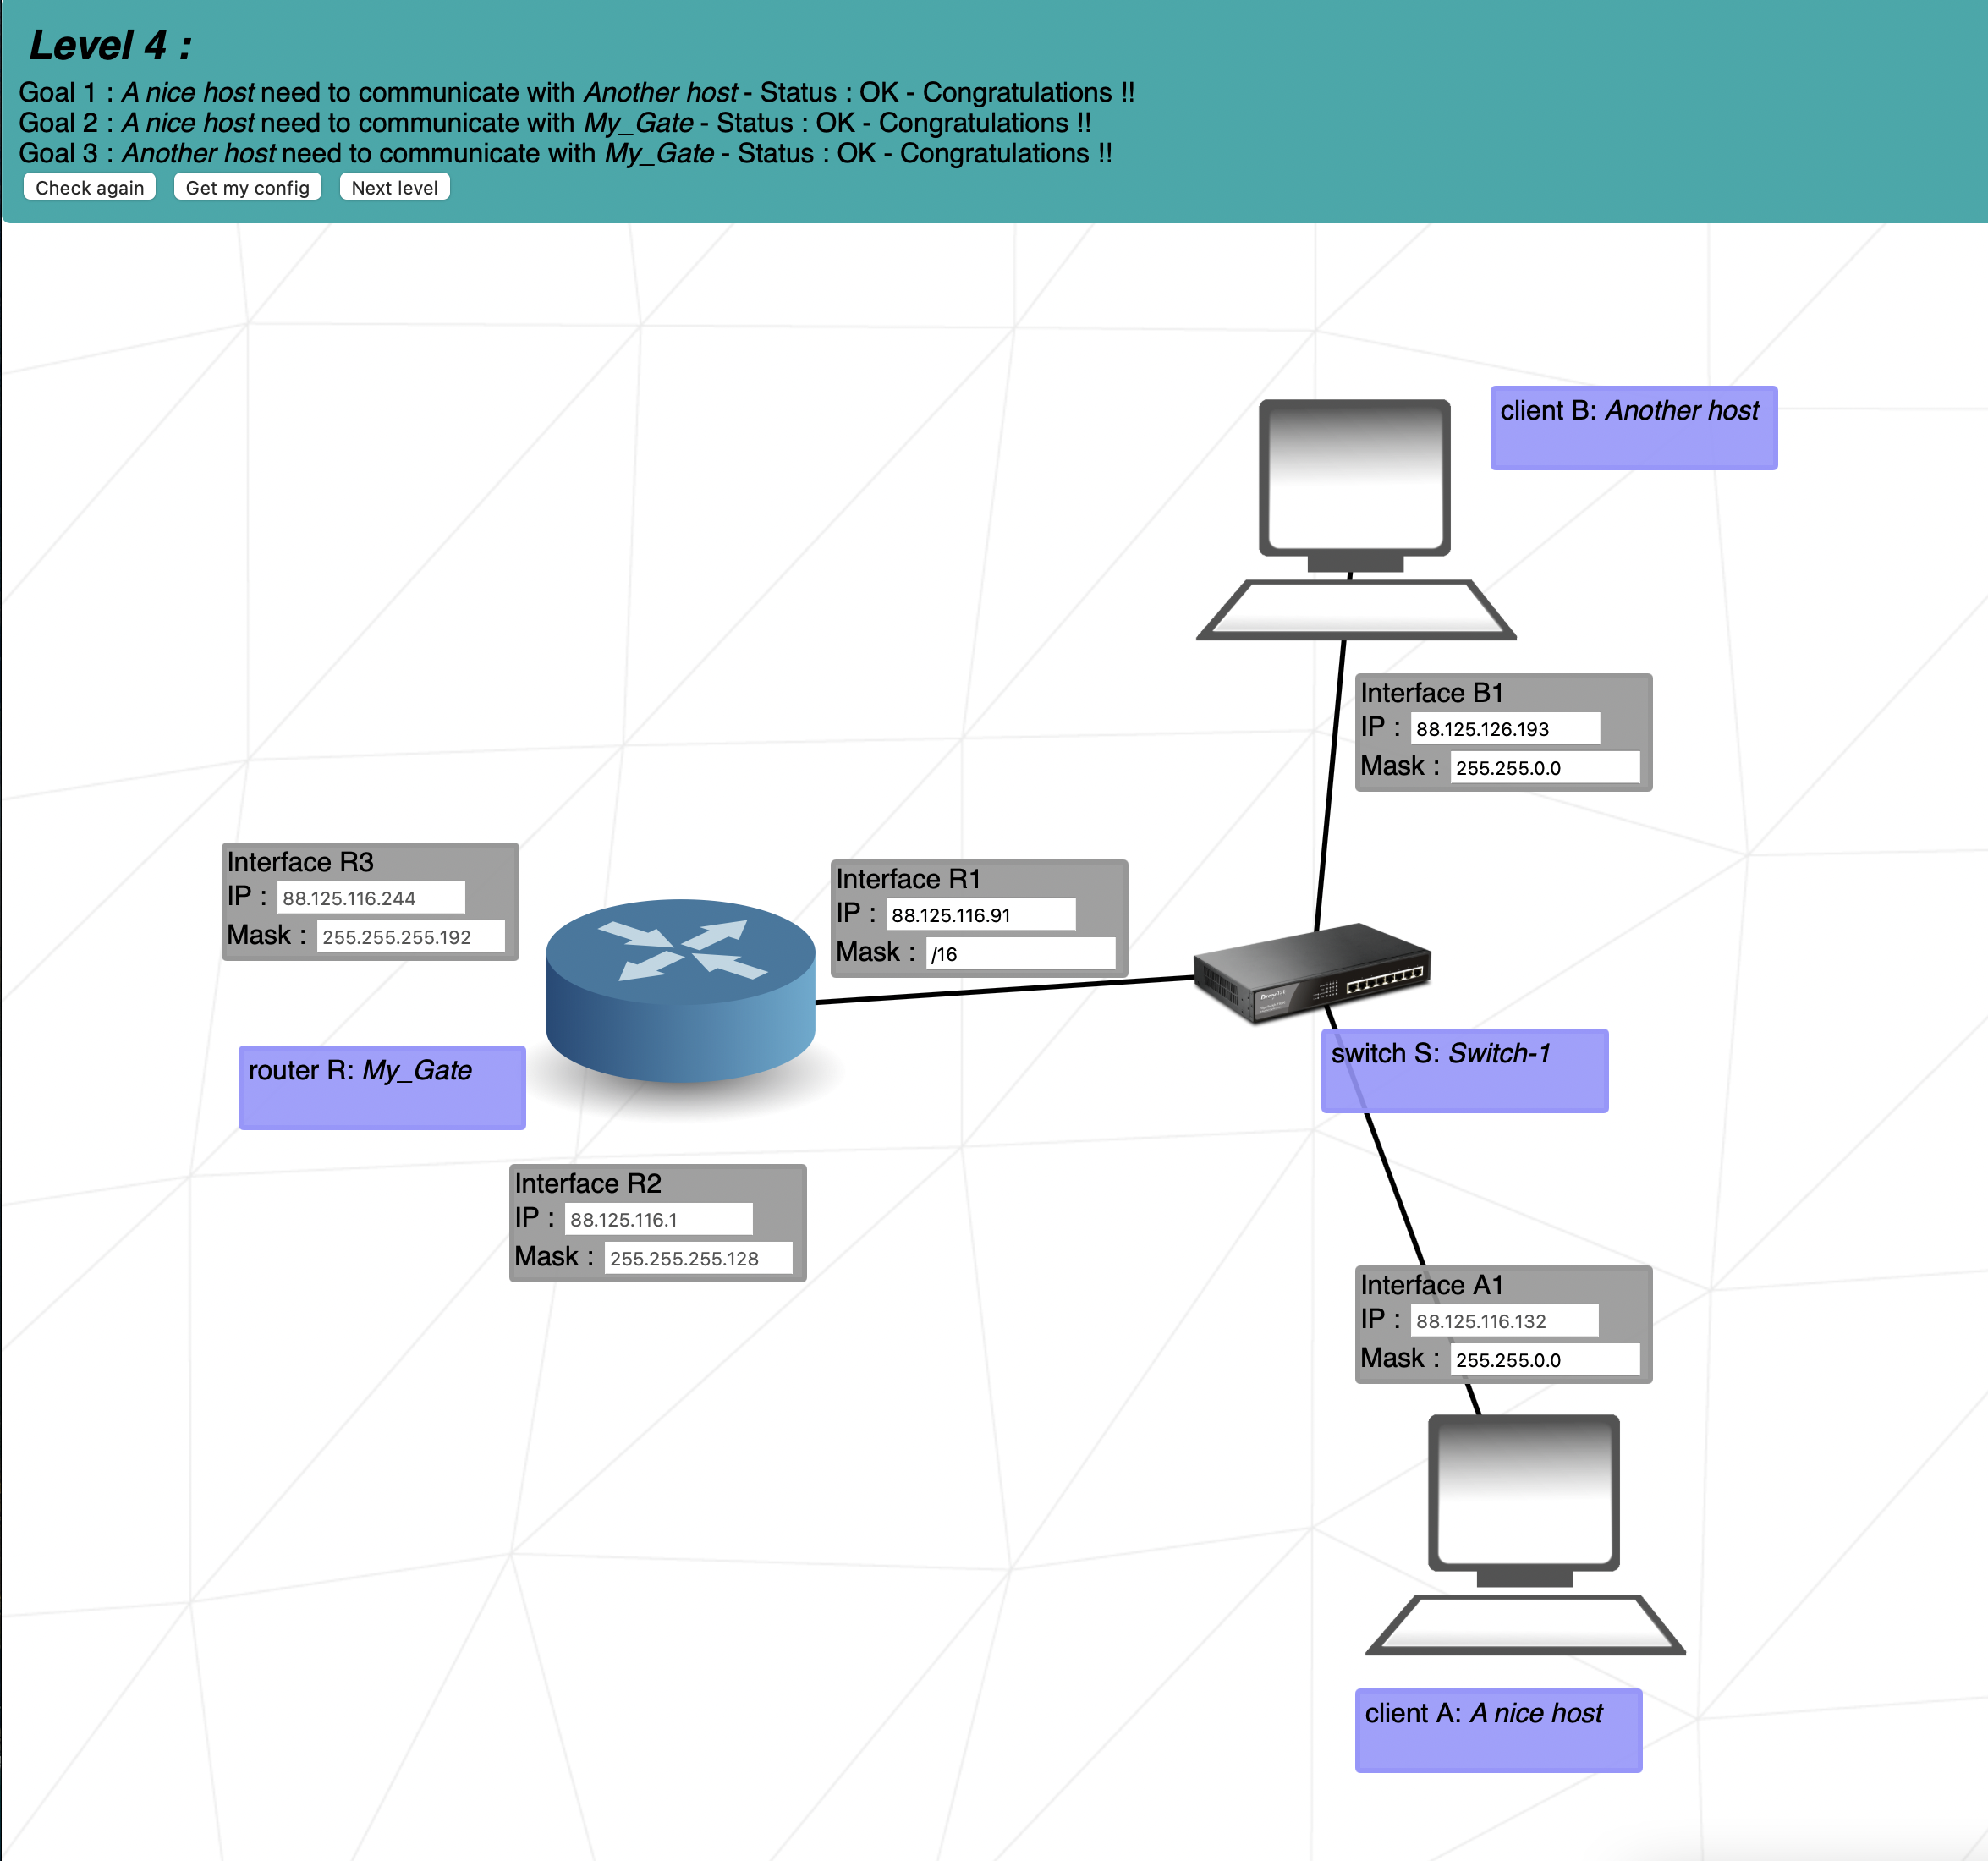 Level 4 :
Goal 1 : A nice host need to communicate with Another host - Status : OK - Congratulations !!
Goal 2 : A nice host need to communicate with My_Gate - Status : OK - Congratulations !!
Goal 3 : Another host need to communicate with My_Gate - Status : OK - Congratulations !!
Check again Get my config Next level
client B: Another host
Interface B1
IP : 88.125.126.193
Mask : 255.255.0.0
Interface R3
IP : 88.125.116.244
Mask : 255.255.255.192
Interface R1
IP : 88.125.116.91
Mask : /16
router R: My_Gate
switch S: Switch-1
Interface R2
IP : 88.125.116.1
Mask : 255.255.255.128
Interface A1
IP : 88.125.116.132
Mask : 255.255.0.0
client A: A nice host